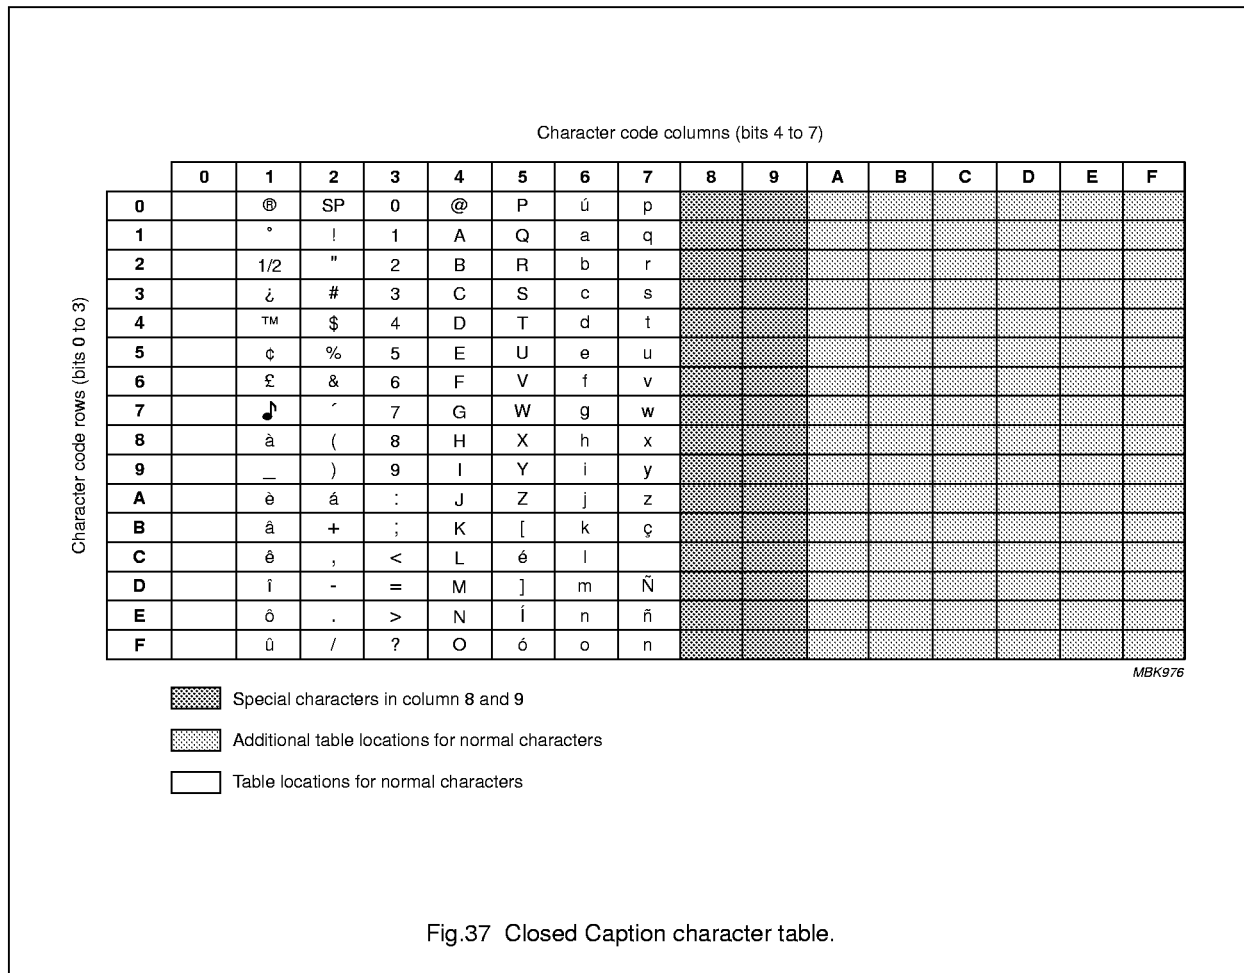 Character code columns (bits 4 to 7)
0 1 2 3 4 5 6 7 8 9 A B C D E F
Character code rows (bits 0 to 3)
0 ® SP 0 @ P ú p
1 ° ! 1 A Q a q
2 1/2 " 2 B R b r
3 ¿ # 3 C S c s
4 TM $ 4 D T d t
5 ¢ % 5 E U e u
6 £ & 6 F V f v
7 ♪ ´ 7 G W g w
8 à ( 8 H X h x
9 _ ) 9 I Y i y
A è á : J Z j z
B â + ; K [ k ç
C ê , < L é l
D î - = M ] m Ñ
E ô . > N Í n ñ
F û / ? O ó o n
MBK976
Special characters in column 8 and 9
Additional table locations for normal characters
Table locations for normal characters
Fig.37 Closed Caption character table.